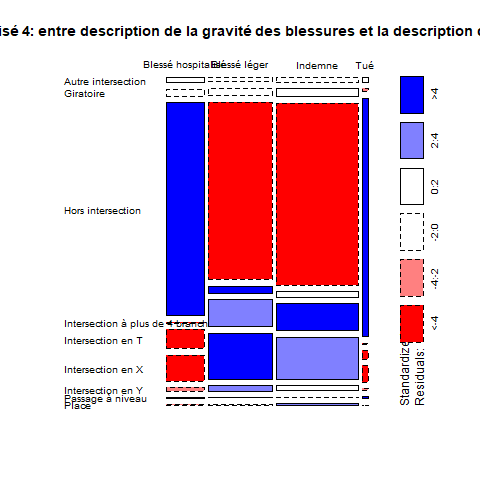 isé 4: entre description de la gravité des blessures et la description d
Blessé hospitalisé Blessé léger Indemne Tué
Autre intersection
Giratoire
Hors intersection
Intersection à plus de 4 branch
Intersection en T
Intersection en X
Intersection en Y
Passage à niveau
Place
Standardize
Residuals:
<-4
-4:-2
-2:0
0:2
2:4
>4